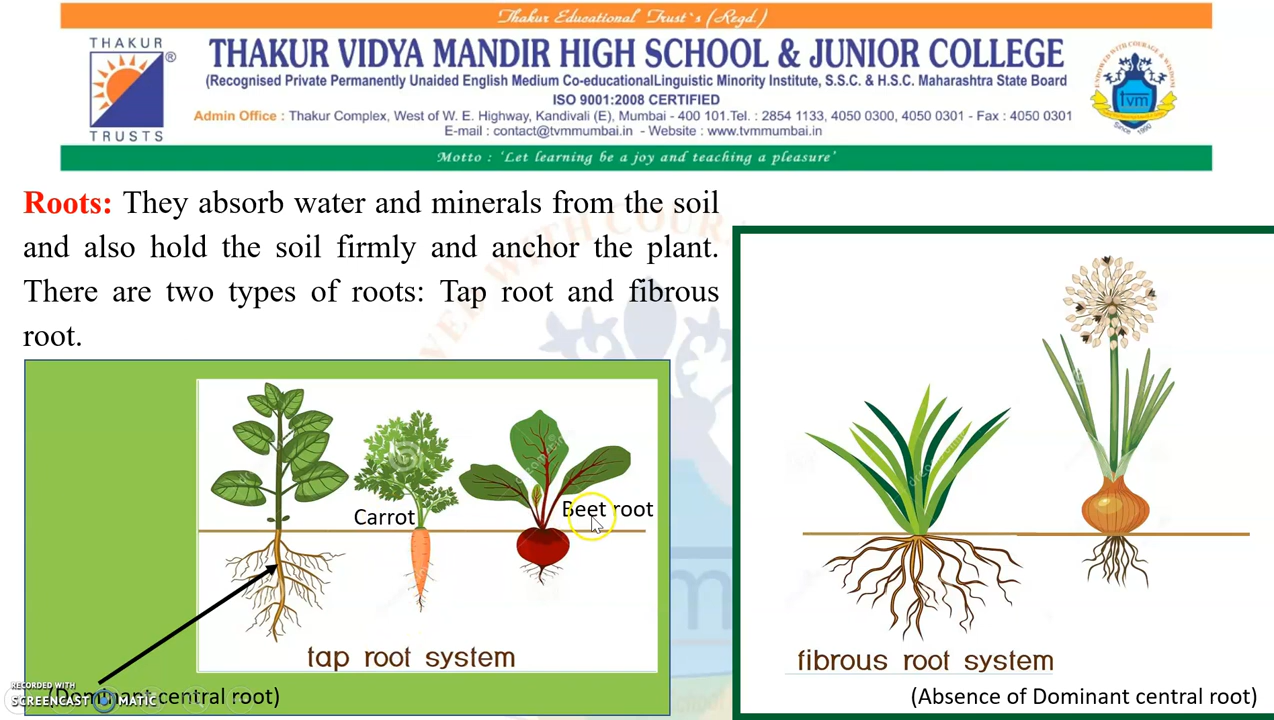 Thakur Educational Trust`s (Regd.)
THAKUR
TRUSTS
®
THAKUR VIDYA MANDIR HIGH SCHOOL & JUNIOR COLLEGE
(Recognised Private Permanently Unaided English Medium Co-educationalLinguistic Minority Institute, S.S.C. & H.S.C. Maharashtra State Board
ISO 9001:2008 CERTIFIED
Admin Office : Thakur Complex, West of W. E. Highway, Kandivali (E), Mumbai - 400 101.Tel. : 2854 1133, 4050 0300, 4050 0301 - Fax : 4050 0301
E-mail : contact@tvmmumbai.in - Website : www.tvmmumbai.in
tvm
Since 1990
Motto : ‘Let learning be a joy and teaching a pleasure’
Roots: They absorb water and minerals from the soil
and also hold the soil firmly and anchor the plant.
There are two types of roots: Tap root and fibrous
root.
Carrot
Beet root
tap root system
(Dominant central root)
fibrous root system
(Absence of Dominant central root)
RECORDED WITH
SCREENCAST MATIC